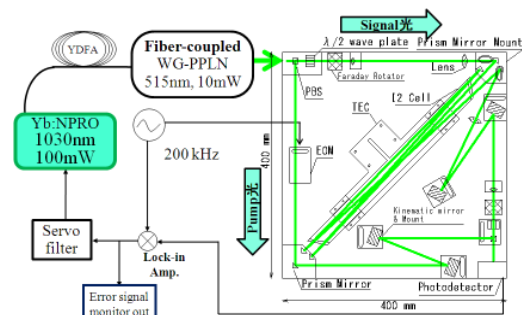 Signal光
YDFA
Fiber-coupled
WG-PPLN
515nm, 10mW
λ/2 wave plate
Prism Mirror Mount
Faraday Rotator
Lens
PBS
TEC
I2 Cell
Yb:NPRO
1030nm
100mW
200 kHz
400 mm
EOM
Pump光
Kinematic mirror
& Mount
Servo
filter
Lock-in
Amp.
Prism Mirror
Photodetector
400 mm
Error signal
monitor out